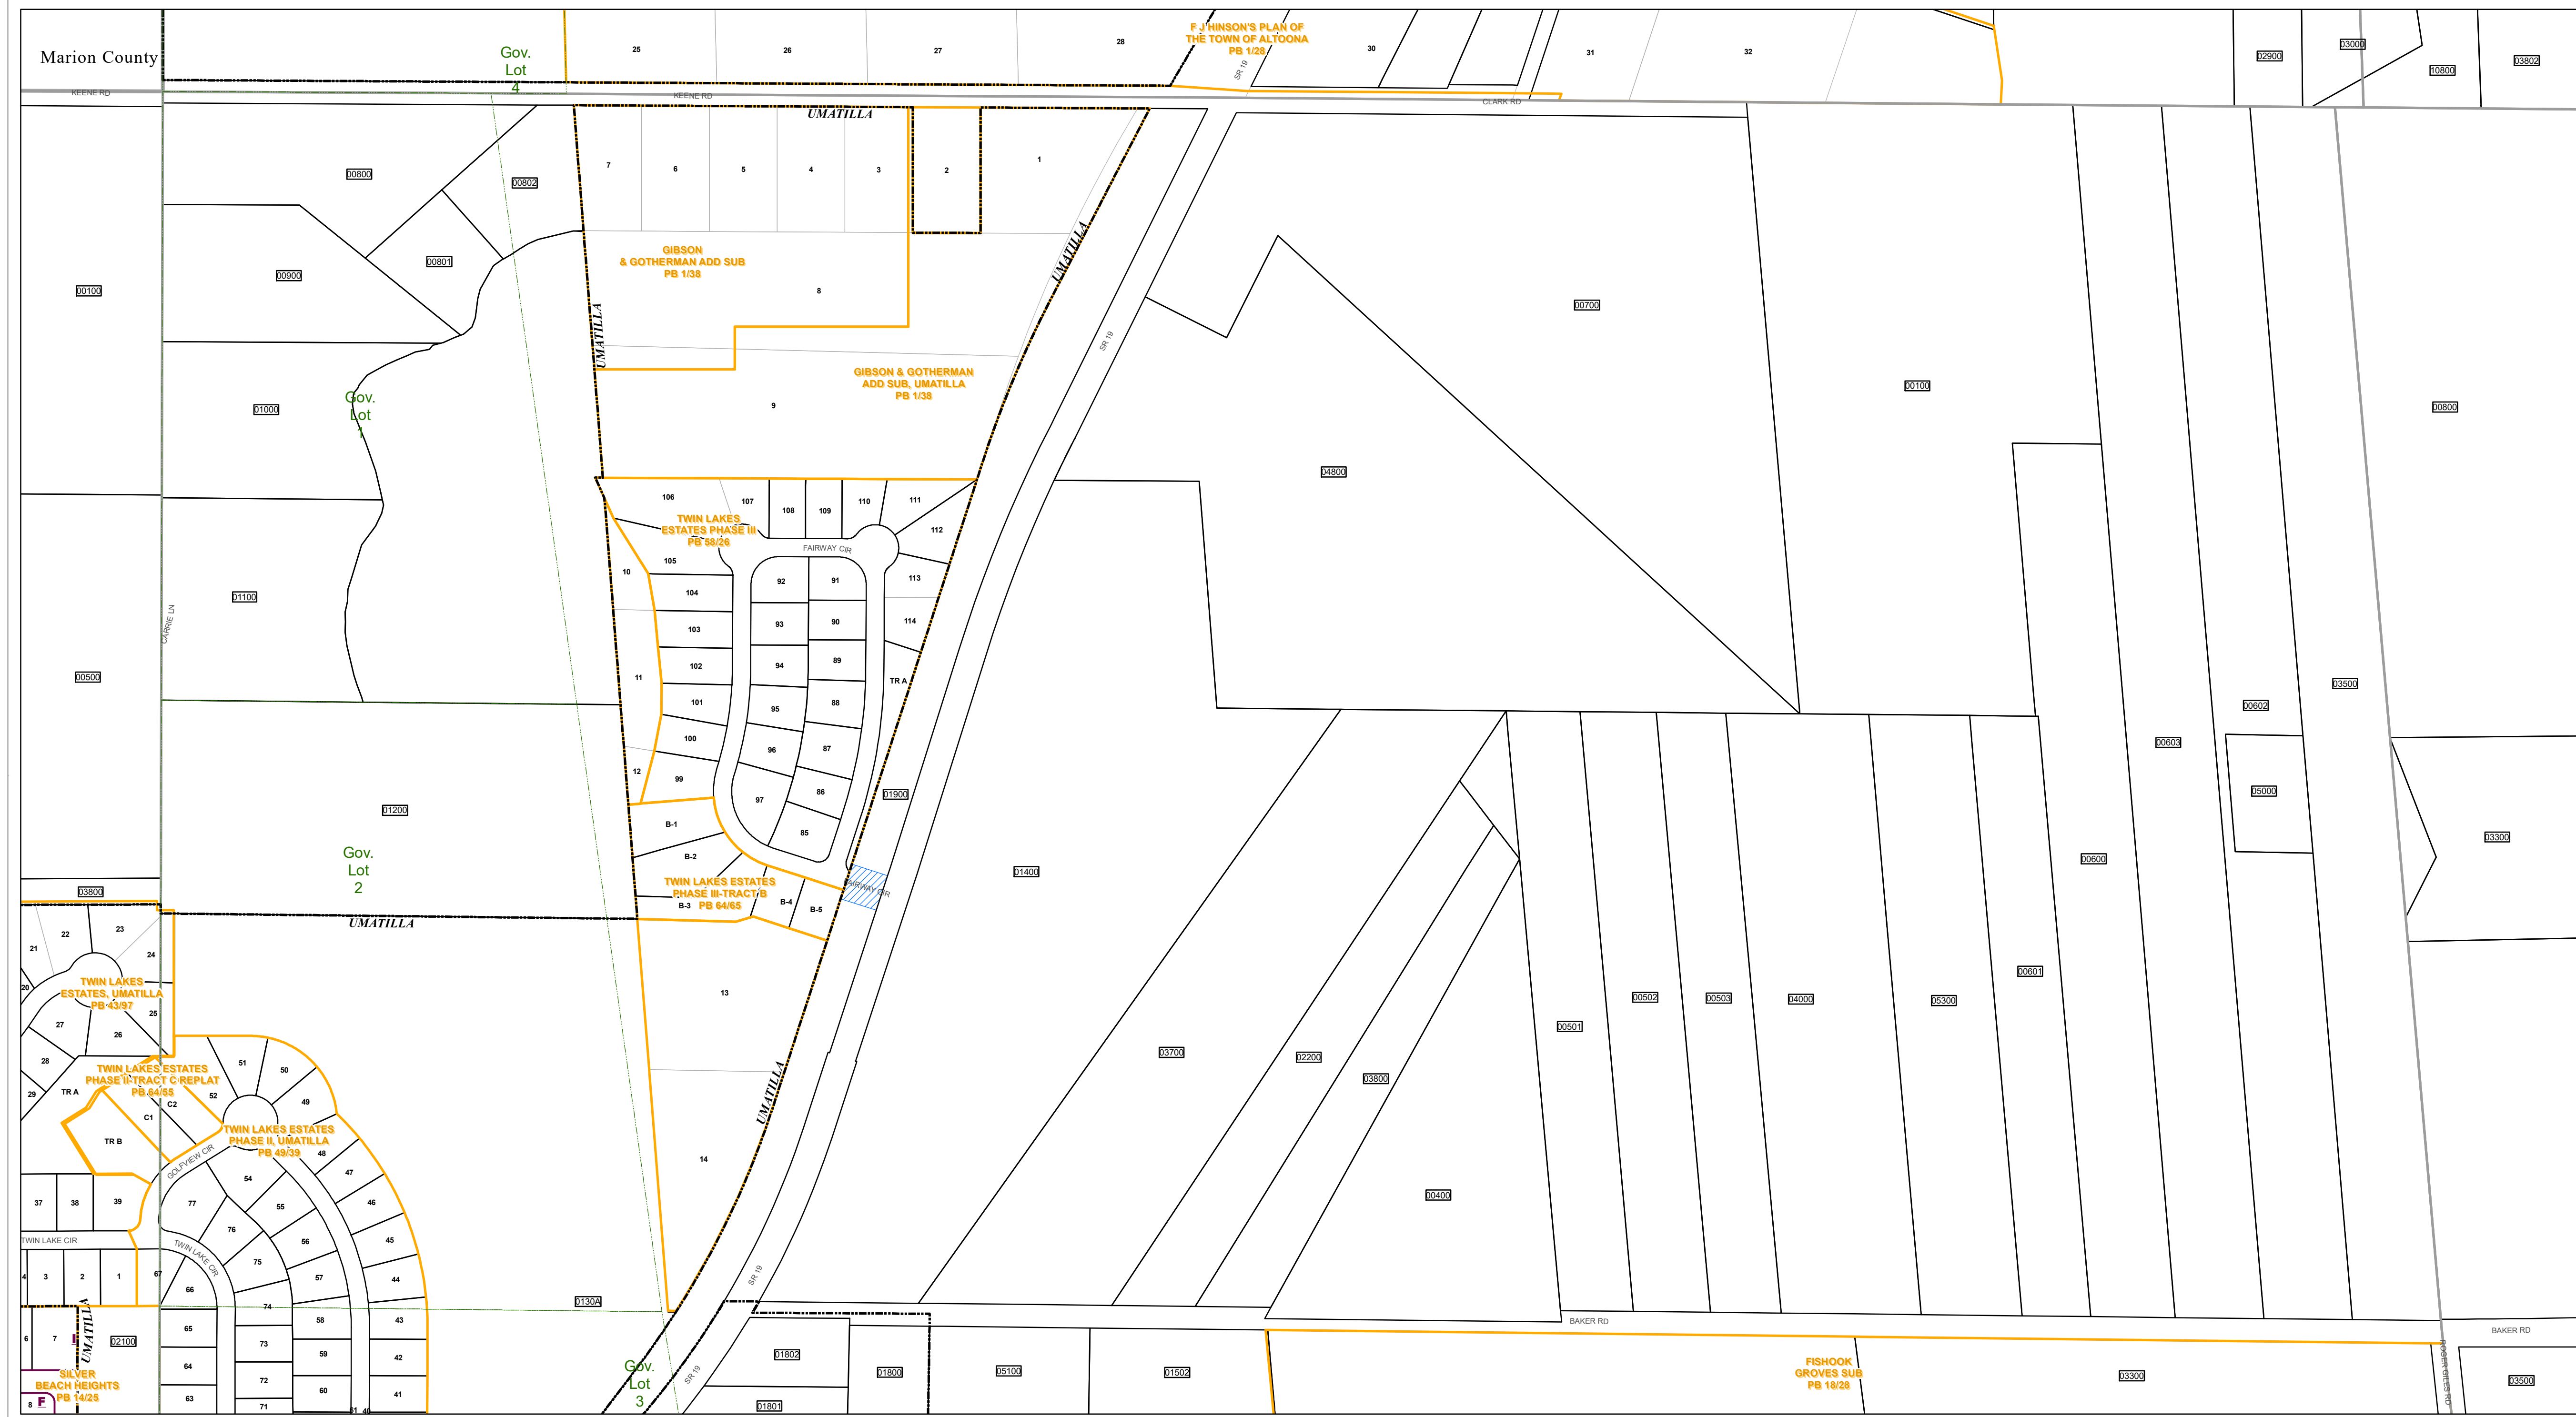 Marion County
Gov.
Lot
4
25
26
27
28
F J HINSON'S PLAN OF
THE TOWN OF ALTOONA
PB 1/28
SR 19
30
31
32
02900
03000
10800
03802
KEENE RD
KEENE RD
CLARK RD
UMATILLA
7
6
5
4
3
2
1
00800
00802
00801
00900
00100
GIBSON
& GOTHERMAN ADD SUB
PB 1/38
8
UMATILLA
UMATILLA
SR 19
00700
00100
00800
GIBSON & GOTHERMAN
ADD SUB, UMATILLA
PB 1/38
9
01000
Gov.
Lot
1
04800
106
107
108
109
110
111
112
TWIN LAKES
ESTATES PHASE III
PB 58/26
FAIRWAY CIR
105
10
92
91
113
104
01100
CARRIE LN
103
93
90
114
102
94
89
11
TR A
00500
101
95
88
03500
00602
100
96
87
00603
12
99
97
86
05000
01900
01200
B-1
85
03300
Gov.
Lot
2
B-2
00600
01400
TWIN LAKES ESTATES
PHASE III-TRACT B
PB 64/65
B-3
B-4
B-5
FAIRWAY CIR
03800
UMATILLA
21
22
23
24
20
TWIN LAKES
ESTATES, UMATILLA
PB 43/97
25
26
27
28
29
13
00601
00501
00502
00503
04000
05300
03700
02200
03800
TWIN LAKES ESTATES
PHASE II-TRACT C REPLAT
PB 64/55
TR A
C1
C2
TR B
51
50
49
52
UMATILLA
TWIN LAKES ESTATES
PHASE II, UMATILLA
PB 49/39
GOLFVIEW CIR
48
47
46
45
44
14
00400
37
38
39
77
54
55
76
56
75
57
TWIN LAKE CIR
TWIN LAKE CIR
4
3
2
1
67
66
74
SR 19
0130A
65
58
43
73
59
42
64
72
60
41
63
71
61
40
6
7
UMATILLA
02100
SILVER
BEACH HEIGHTS
PB 14/25
8
F
Gov.
Lot
3
SR 19
01802
01801
01800
05100
01502
BAKER RD
BAKER RD
FISHOOK
GROVES SUB
PB 18/28
03300
ROGER GILES RD
03500